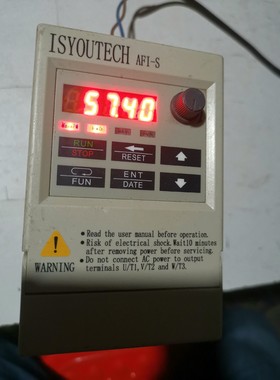 ISYOUTECH AFI-S
57.40
RUN
STOP
RESET
FUN
ENT
DATE
WARNING
Read the user manual before operation.
Risk of electrical shock.Wait10 minutes
after removing power before servicing.
Do not connect AC power to output
terminals U/T1,V/T2 and W/T3.